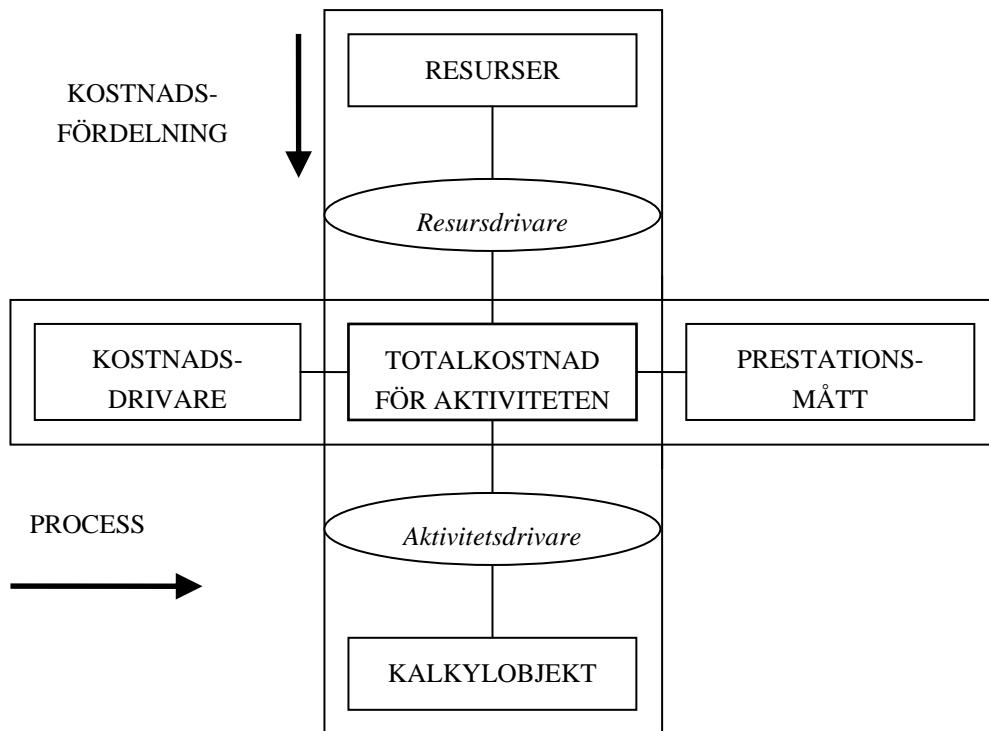 RESURSER
KOSTNADS-
FÖRDELNING
Resursdrivare
KOSTNADS-
DRIVARE
TOTALKOSTNAD
FÖR AKTIVITETEN
PRESTATIONS-
MÅTT
PROCESS
Aktivitetsdrivare
KALKYLOBJEKT